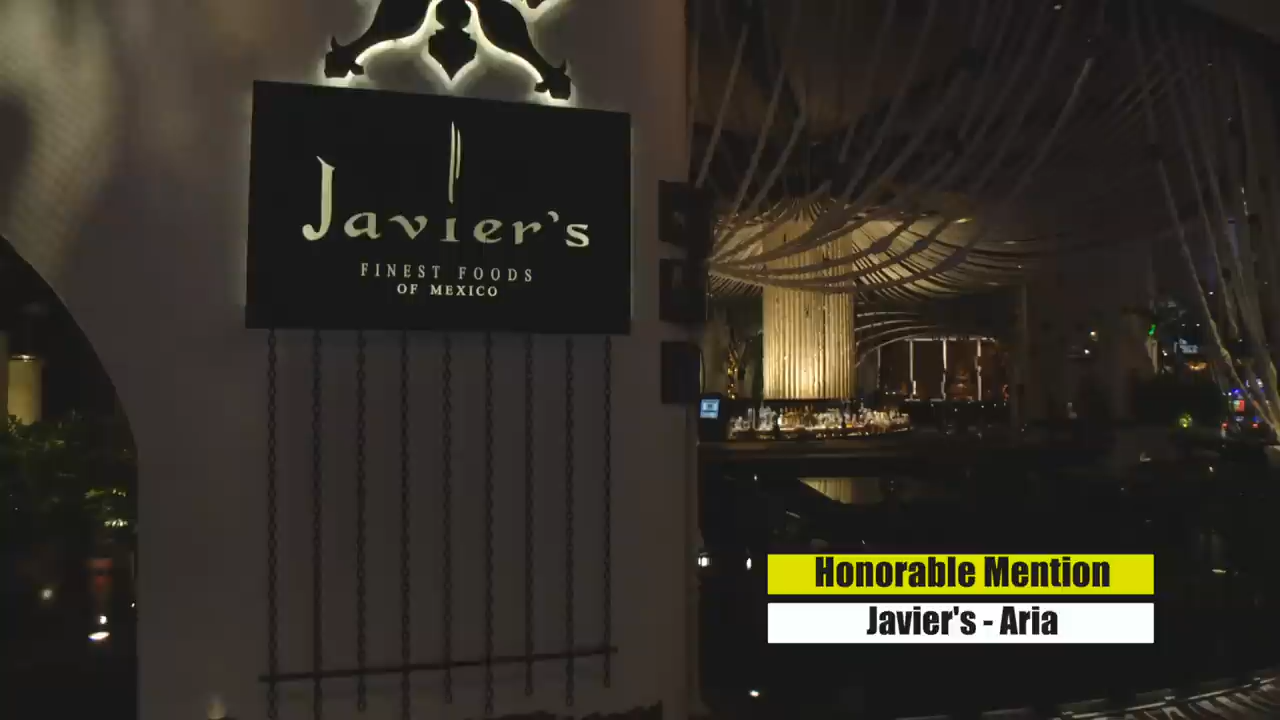 Javier's
FINEST FOODS
OF MEXICO
Honorable Mention
Javier's - Aria